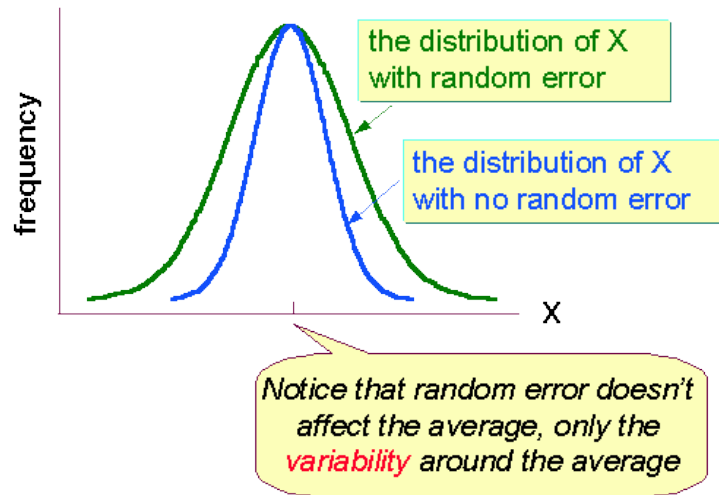 the distribution of X
with random error
the distribution of X
with no random error
frequency
X
Notice that random error doesn't
affect the average, only the
variability around the average